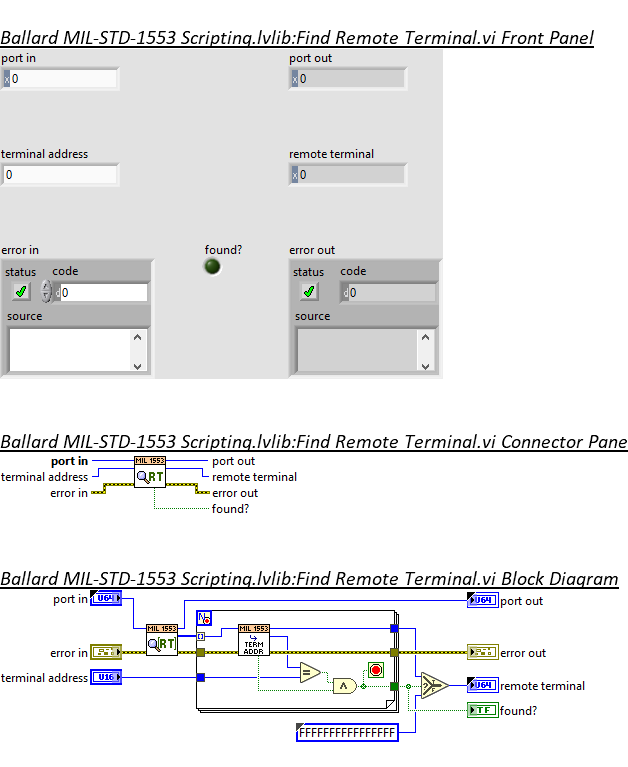 Ballard MIL-STD-1553 Scripting.lvlib:Find Remote Terminal.vi Front Panel
port in
port out
x 0
x 0
terminal address
remote terminal
0
x 0
error in
found?
error out
status
code
status
code
d 0
d 0
source
source
Ballard MIL-STD-1553 Scripting.lvlib:Find Remote Terminal.vi Connector Pane
port in
MIL 1553
port out
terminal address
RT
remote terminal
error in
error out
found?
Ballard MIL-STD-1553 Scripting.lvlib:Find Remote Terminal.vi Block Diagram
port in
U64
N
U64
port out
MIL 1553
MIL 1553
[RT]
TERM
ADDR
error in
error out
terminal address
U16
=
?
T
F
U64
remote terminal
TF
found?
FFFFFFFFFFFFFFFF